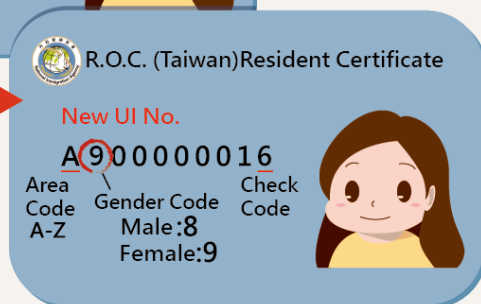 R.O.C. (Taiwan)Resident Certificate
New UI No.
A900000016
Area Code A-Z
Gender Code
Male:8
Female:9
Check Code